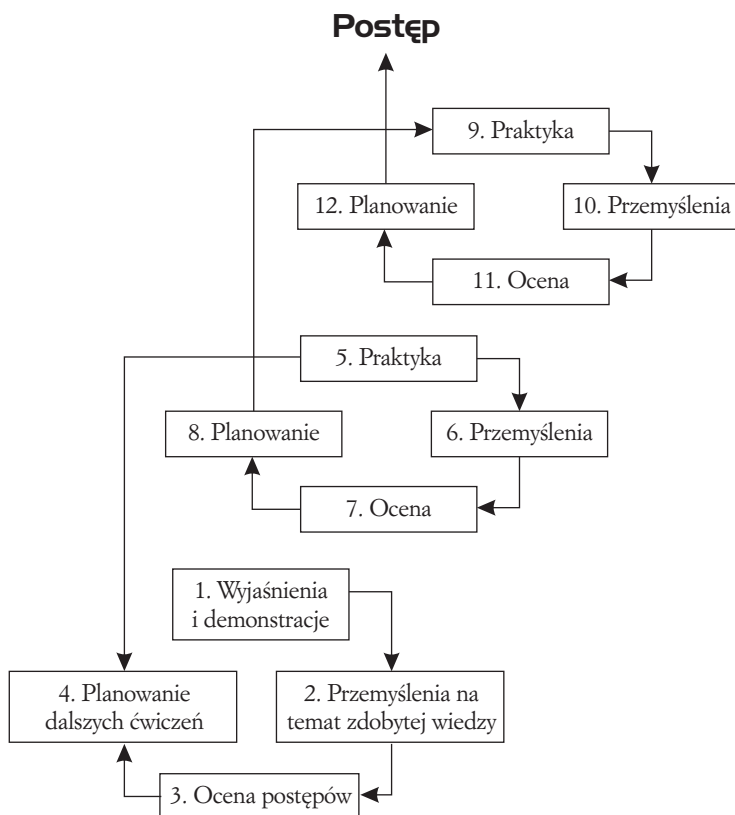 Postęp
9. Praktyka
12. Planowanie
10. Przemyślenia
11. Ocena
5. Praktyka
8. Planowanie
6. Przemyślenia
7. Ocena
1. Wyjaśnienia
i demonstracje
4. Planowanie
dalszych ćwiczeń
2. Przemyślenia na
temat zdobytej wiedzy
3. Ocena postępów